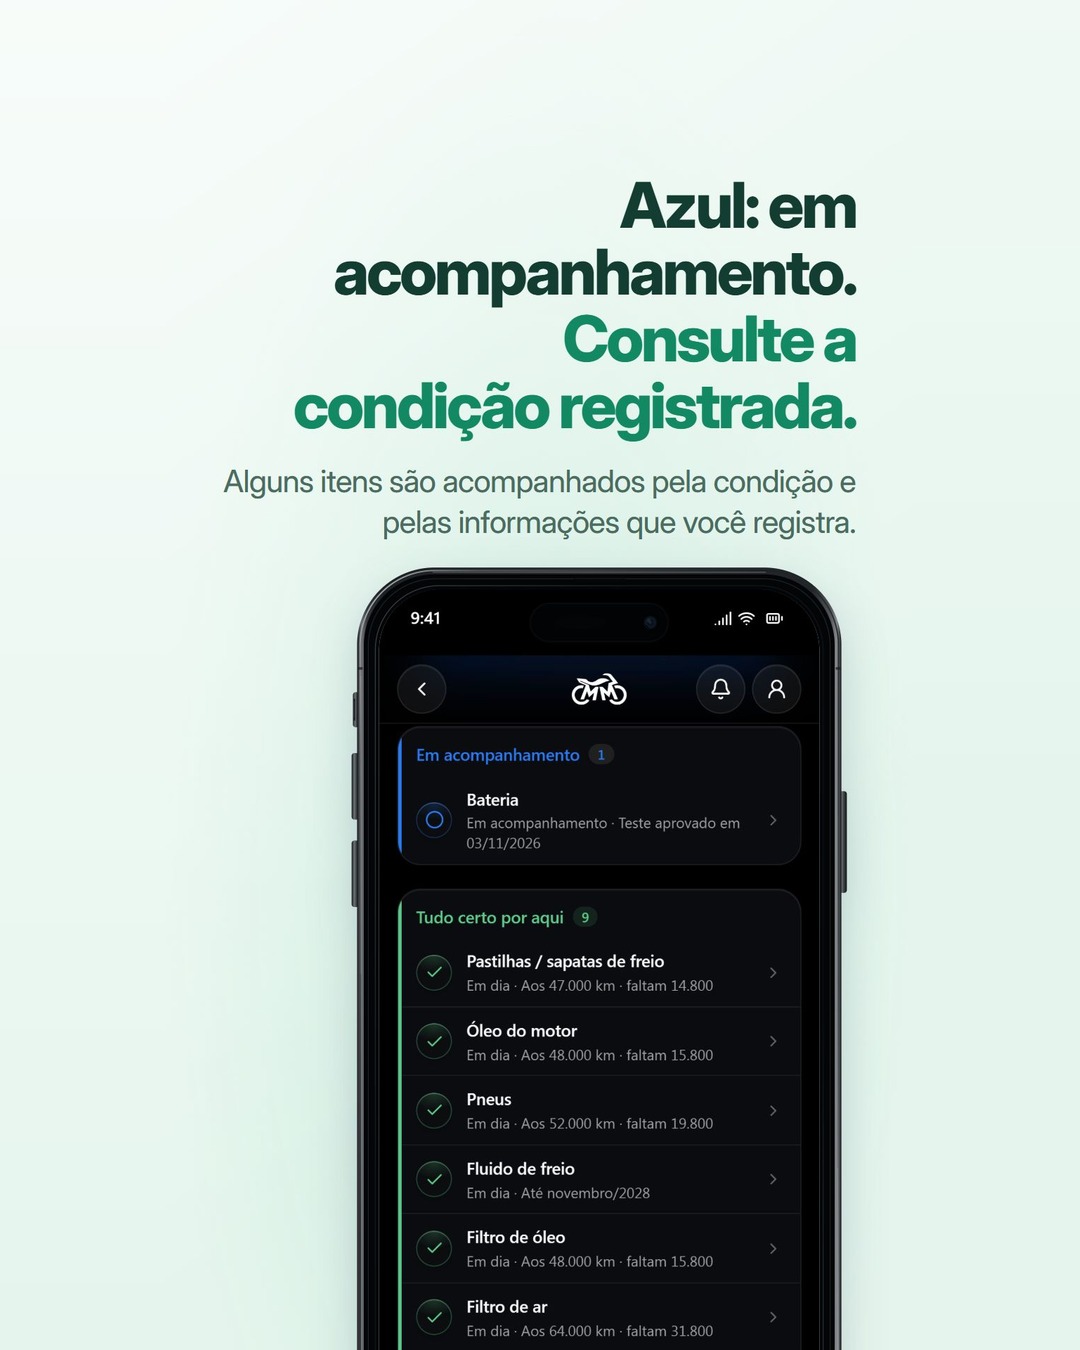 Azul: em
acompanhamento.
Consulte a
condição registrada.
Alguns itens são acompanhados pela condição e
pelas informações que você registra.
9:41
MM
Em acompanhamento 1
Bateria
Em acompanhamento · Teste aprovado em
03/11/2026
Tudo certo por aqui 9
Pastilhas / sapatas de freio
Em dia · Aos 47.000 km · faltam 14.800
Óleo do motor
Em dia · Aos 48.000 km · faltam 15.800
Pneus
Em dia · Aos 52.000 km · faltam 19.800
Fluido de freio
Em dia · Até novembro/2028
Filtro de óleo
Em dia · Aos 48.000 km · faltam 15.800
Filtro de ar
Em dia · Aos 64.000 km · faltam 31.800